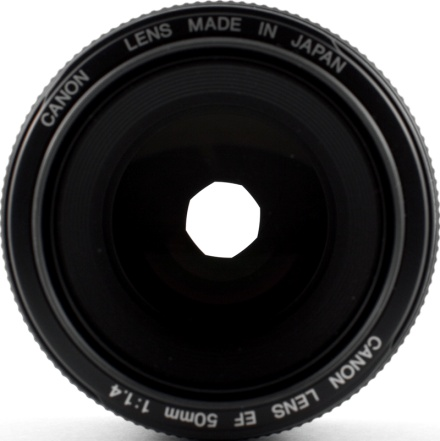 CANON LENS MADE IN JAPAN
CANON LENS EF 50mm 1:1.4